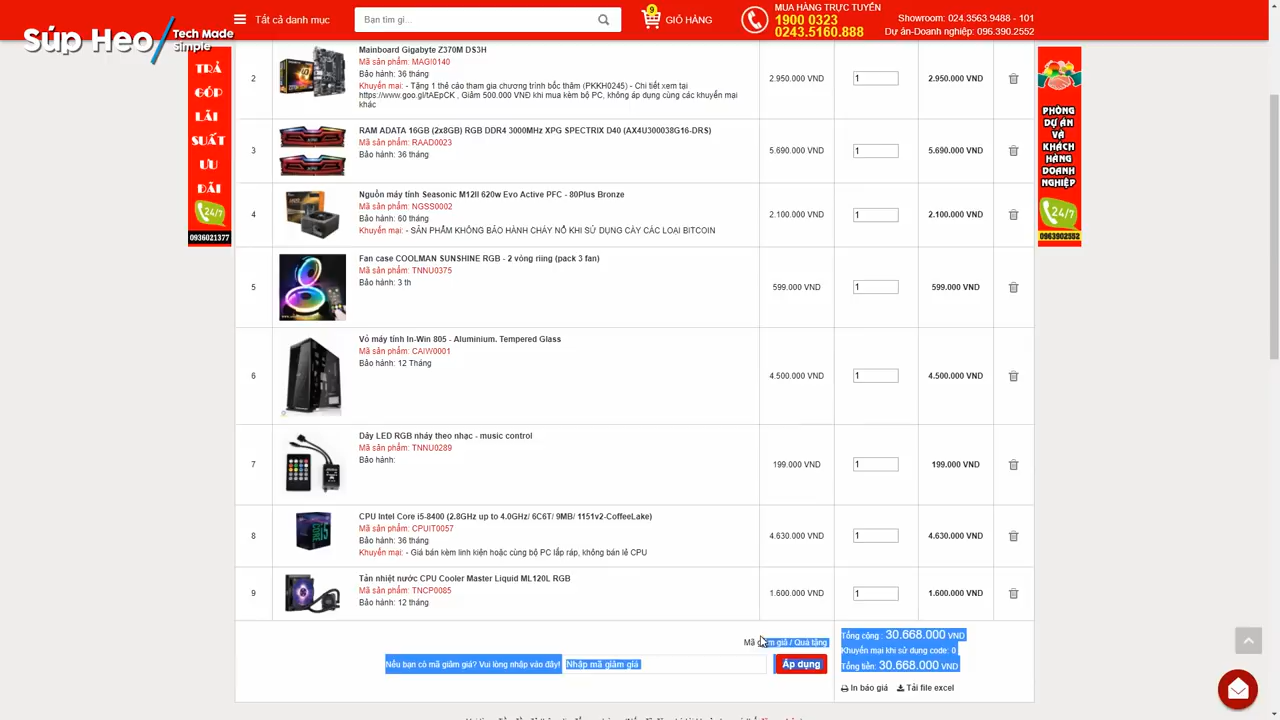 Súp Heo
Tech Made
Simple
Tất cả danh mục
Bạn tìm gì...
9
GIỎ HÀNG
MUA HÀNG TRỰC TUYẾN
1900 0323
0243.5160.888
Showroom: 024.3563.9488 - 101
Dự án-Doanh nghiệp: 096.390.2552
TRẢ
GÓP
LÃI
SUẤT
ƯU
ĐÃI
24/7
0936021377
PHÒNG
DỰ ÁN
VÀ
KHÁCH
HÀNG
DOANH
NGHIỆP
24/7
0963902552
2
Mainboard Gigabyte Z370M DS3H
Mã sản phẩm: MAGI0140
Bảo hành: 36 tháng
Khuyến mại: - Tặng 1 thẻ cào tham gia chương trình bốc thăm (PKKH0245) - Chi tiết xem tại
https://www.goo.gl/tAEpCK , Giảm 500.000 VNĐ khi mua kèm bộ PC, không áp dụng cùng các khuyến mại
khác
2.950.000 VND
1
2.950.000 VND
3
RAM ADATA 16GB (2x8GB) RGB DDR4 3000MHz XPG SPECTRIX D40 (AX4U300038G16-DRS)
Mã sản phẩm: RAAD0023
Bảo hành: 36 tháng
5.690.000 VND
1
5.690.000 VND
4
Nguồn máy tính Seasonic M12II 620w Evo Active PFC - 80Plus Bronze
Mã sản phẩm: NGSS0002
Bảo hành: 60 tháng
Khuyến mại: - SẢN PHẨM KHÔNG BẢO HÀNH CHÁY NỔ KHI SỬ DỤNG CÀY CÁC LOẠI BITCOIN
2.100.000 VND
1
2.100.000 VND
5
Fan case COOLMAN SUNSHINE RGB - 2 vòng riing (pack 3 fan)
Mã sản phẩm: TNNU0375
Bảo hành: 3 th
599.000 VND
1
599.000 VND
6
Vỏ máy tính In-Win 805 - Aluminium. Tempered Glass
Mã sản phẩm: CAIW0001
Bảo hành: 12 Tháng
4.500.000 VND
1
4.500.000 VND
7
Dây LED RGB nháy theo nhạc - music control
Mã sản phẩm: TNNU0289
Bảo hành:
199.000 VND
1
199.000 VND
8
CPU Intel Core i5-8400 (2.8GHz up to 4.0GHz/ 6C6T/ 9MB/ 1151v2-CoffeeLake)
Mã sản phẩm: CPUIT0057
Bảo hành: 36 tháng
Khuyến mại: - Giá bán kèm linh kiện hoặc cùng bộ PC lắp ráp, không bán lẻ CPU
4.630.000 VND
1
4.630.000 VND
9
Tản nhiệt nước CPU Cooler Master Liquid ML120L RGB
Mã sản phẩm: TNCP0085
Bảo hành: 12 tháng
1.600.000 VND
1
1.600.000 VND
Mã giảm giá / Quà tặng
Nếu bạn có mã giảm giá? Vui lòng nhập vào đây!
Nhập mã giảm giá
Áp dụng
Tổng cộng : 30.668.000 VND
Khuyến mại khi sử dụng code: 0
Tổng tiền: 30.668.000 VND
In báo giá
Tải file excel